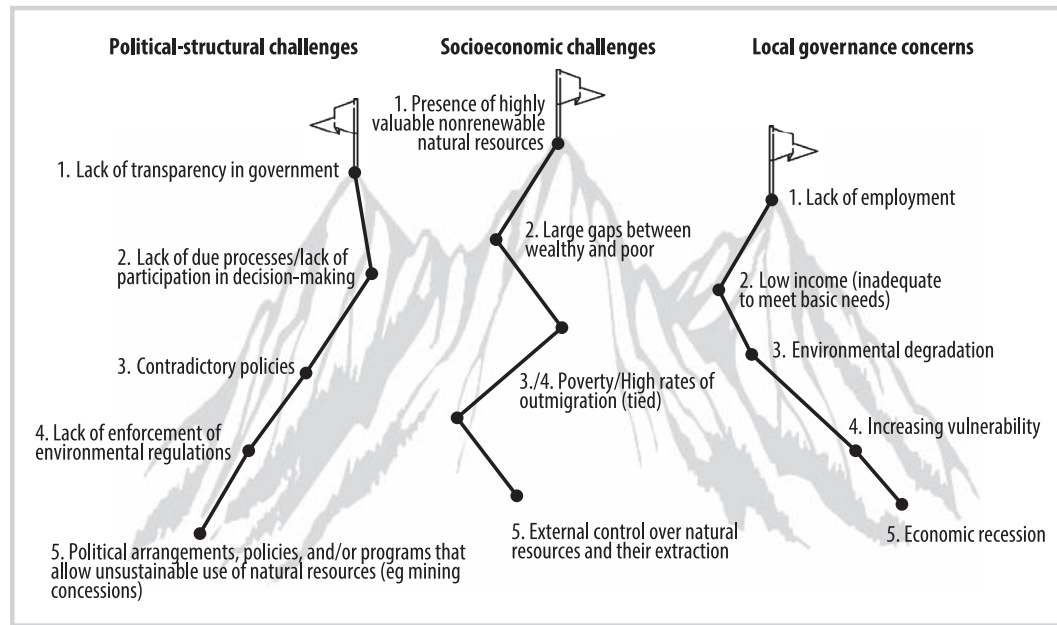 Political-structural challenges
1. Lack of transparency in government
2. Lack of due processes/lack of
participation in decision-making
3. Contradictory policies
4. Lack of enforcement of
environmental regulations
5. Political arrangements, policies, and/or programs that
allow unsustainable use of natural resources (eg mining
concessions)
Socioeconomic challenges
1. Presence of highly
valuable nonrenewable
natural resources
2. Large gaps between
wealthy and poor
3./4. Poverty/High rates of
outmigration (tied)
5. External control over natural
resources and their extraction
Local governance concerns
1. Lack of employment
2. Low income (inadequate
to meet basic needs)
3. Environmental degradation
4. Increasing vulnerability
5. Economic recession